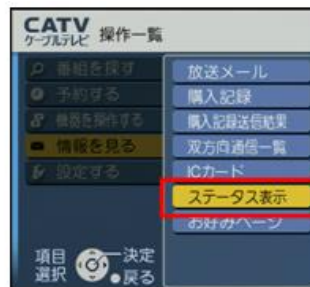 CATV
ケーブルテレビ 操作一覧
番組を探す
予約する
機器を操作する
情報を見る
設定する
放送メール
購入記録
購入記録送信結果
双方向通信一覧
ICカード
ステータス表示
お好みページ
項目
選択
決定
戻る